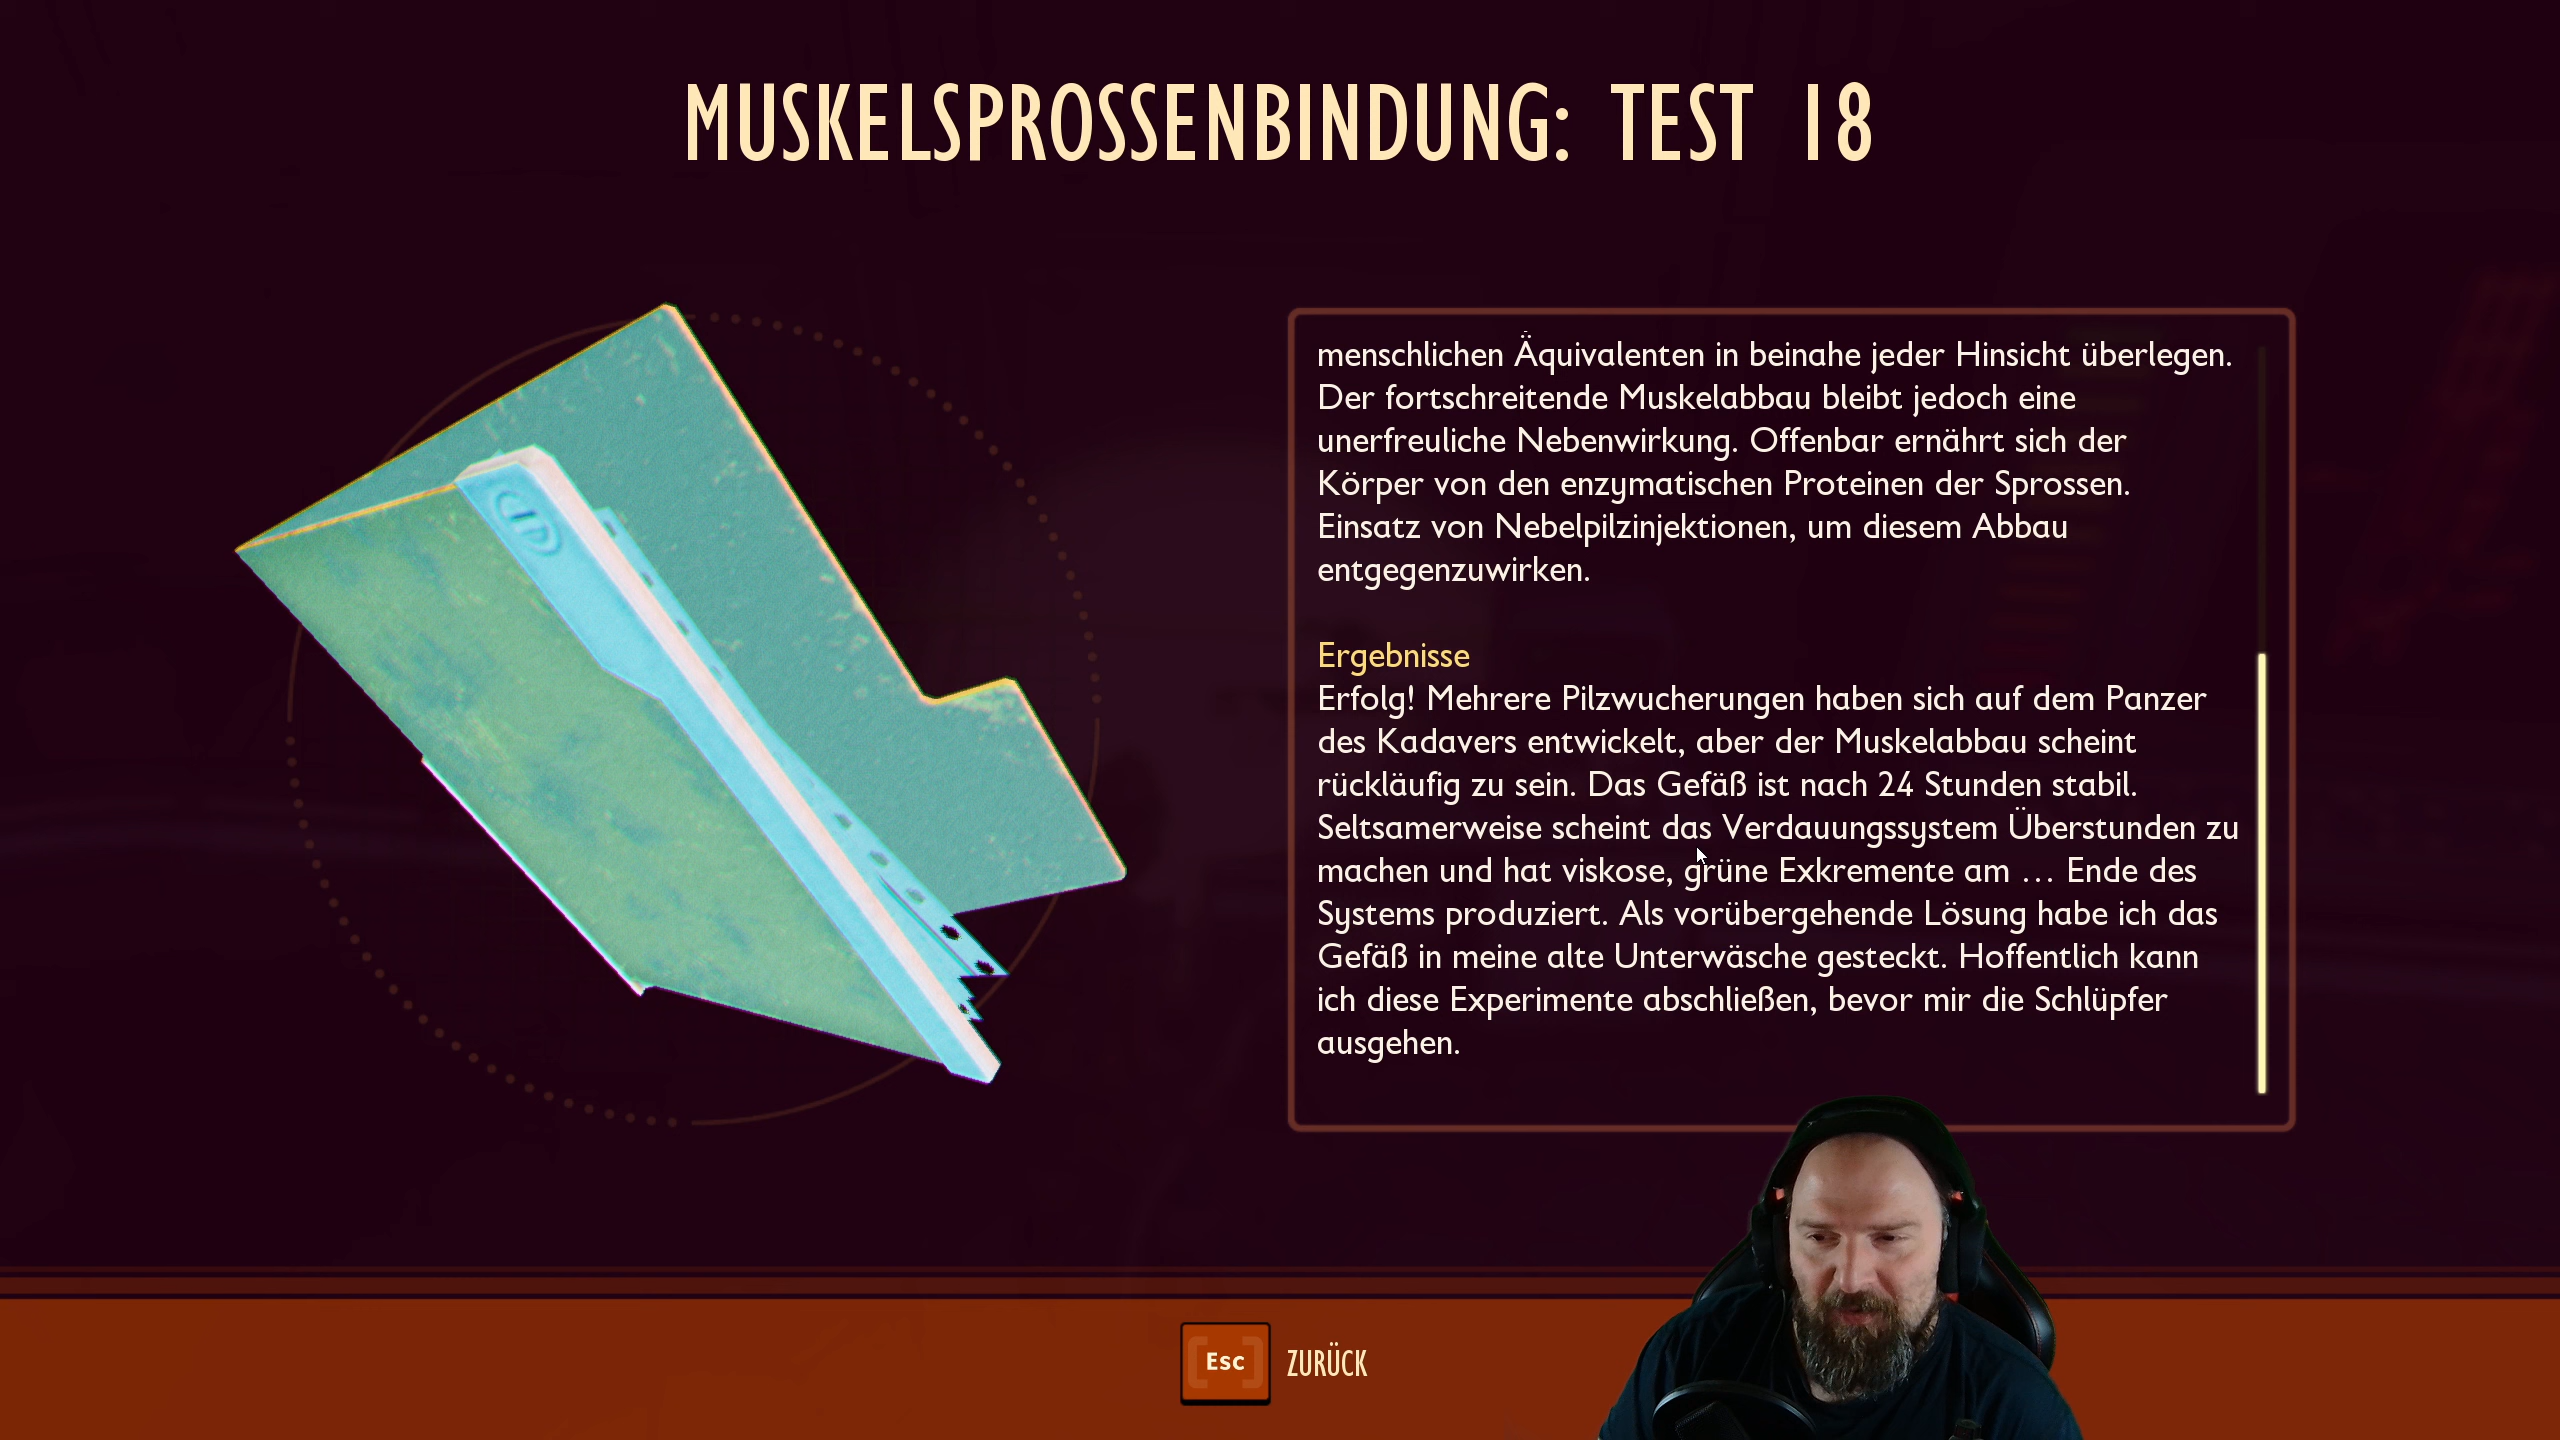 MUSKELSPROSSENBINDUNG: TEST 18
menschlichen Äquivalenten in beinahe jeder Hinsicht überlegen.
Der fortschreitende Muskelabbau bleibt jedoch eine
unerfreuliche Nebenwirkung. Offenbar ernährt sich der
Körper von den enzymatischen Proteinen der Sprossen.
Einsatz von Nebelpilzinjektionen, um diesem Abbau
entgegenzuwirken.
Ergebnisse
Erfolg! Mehrere Pilzwucherungen haben sich auf dem Panzer
des Kadavers entwickelt, aber der Muskelabbau scheint
rückläufig zu sein. Das Gefäß ist nach 24 Stunden stabil.
Seltsamerweise scheint das Verdauungssystem Überstunden zu
machen und hat viskose, grüne Exkremente am … Ende des
Systems produziert. Als vorübergehende Lösung habe ich das
Gefäß in meine alte Unterwäsche gesteckt. Hoffentlich kann
ich diese Experimente abschließen, bevor mir die Schlüpfer
ausgehen.
Esc ZURÜCK